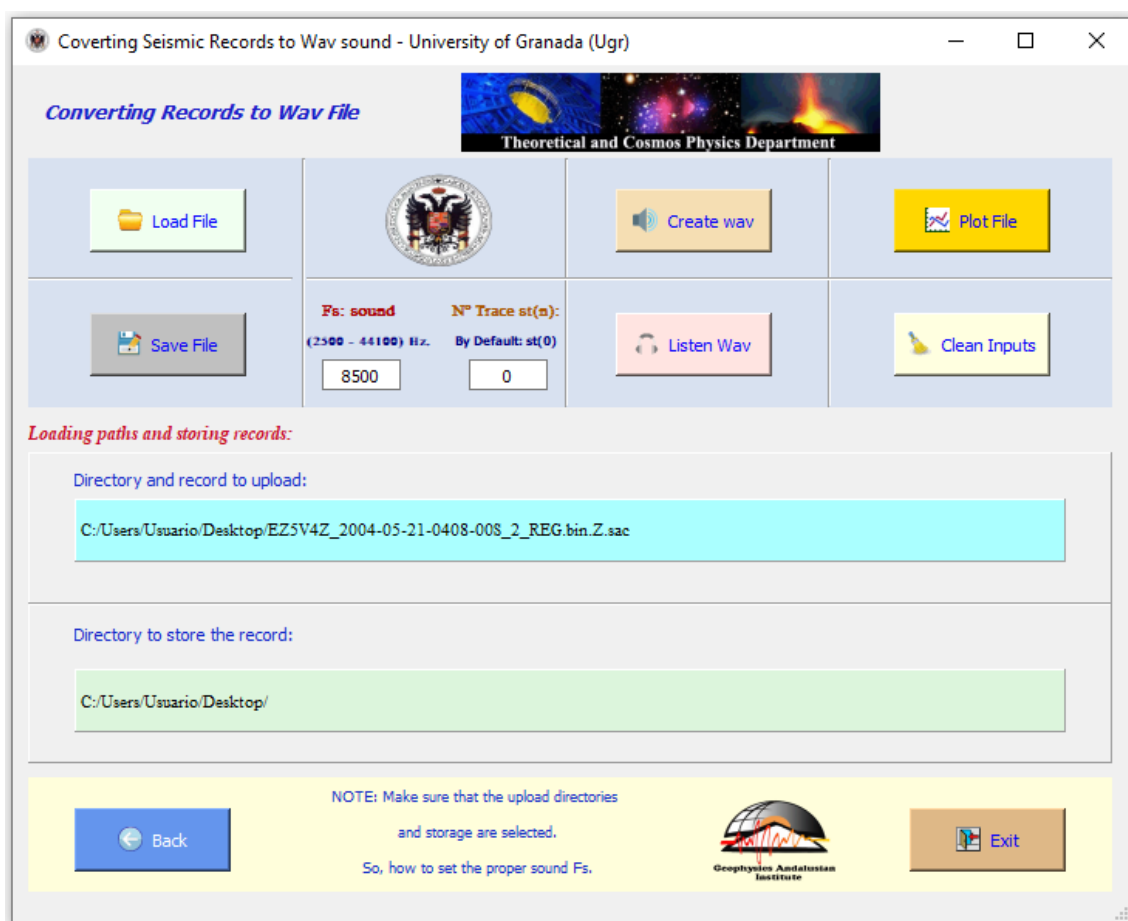 Coverting Seismic Records to Wav sound - University of Granada (Ugr)
Converting Records to Wav File
Theoretical and Cosmos Physics Department
Load File
Create wav
Plot File
Save File
Fs: sound
Nº Trace st(n):
(2500 - 44100) Hz.
By Default: st(0)
8500
0
Listen Wav
Clean Inputs
Loading paths and storing records:
Directory and record to upload:
C:/Users/Usuario/Desktop/EZ5V4Z_2004-05-21-0408-00S_2_REG.bin.Z.sac
Directory to store the record:
C:/Users/Usuario/Desktop/
Back
NOTE: Make sure that the upload directories
and storage are selected.
So, how to set the proper sound Fs.
Geophysics Andalusian
Institute
Exit